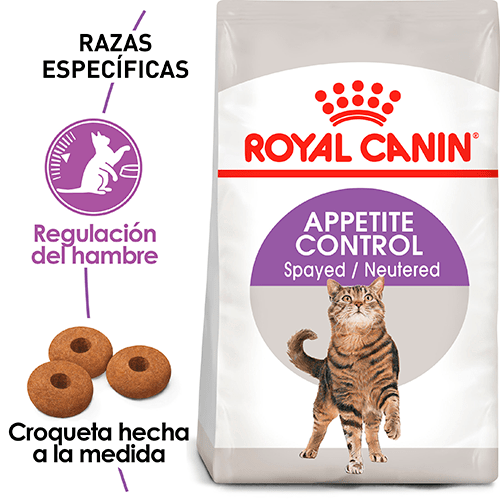 RAZAS
ESPECÍFICAS
Regulación
del hambre
Croqueta hecha
a la medida
ROYAL CANIN®
APPETITE
CONTROL
Spayed / Neutered